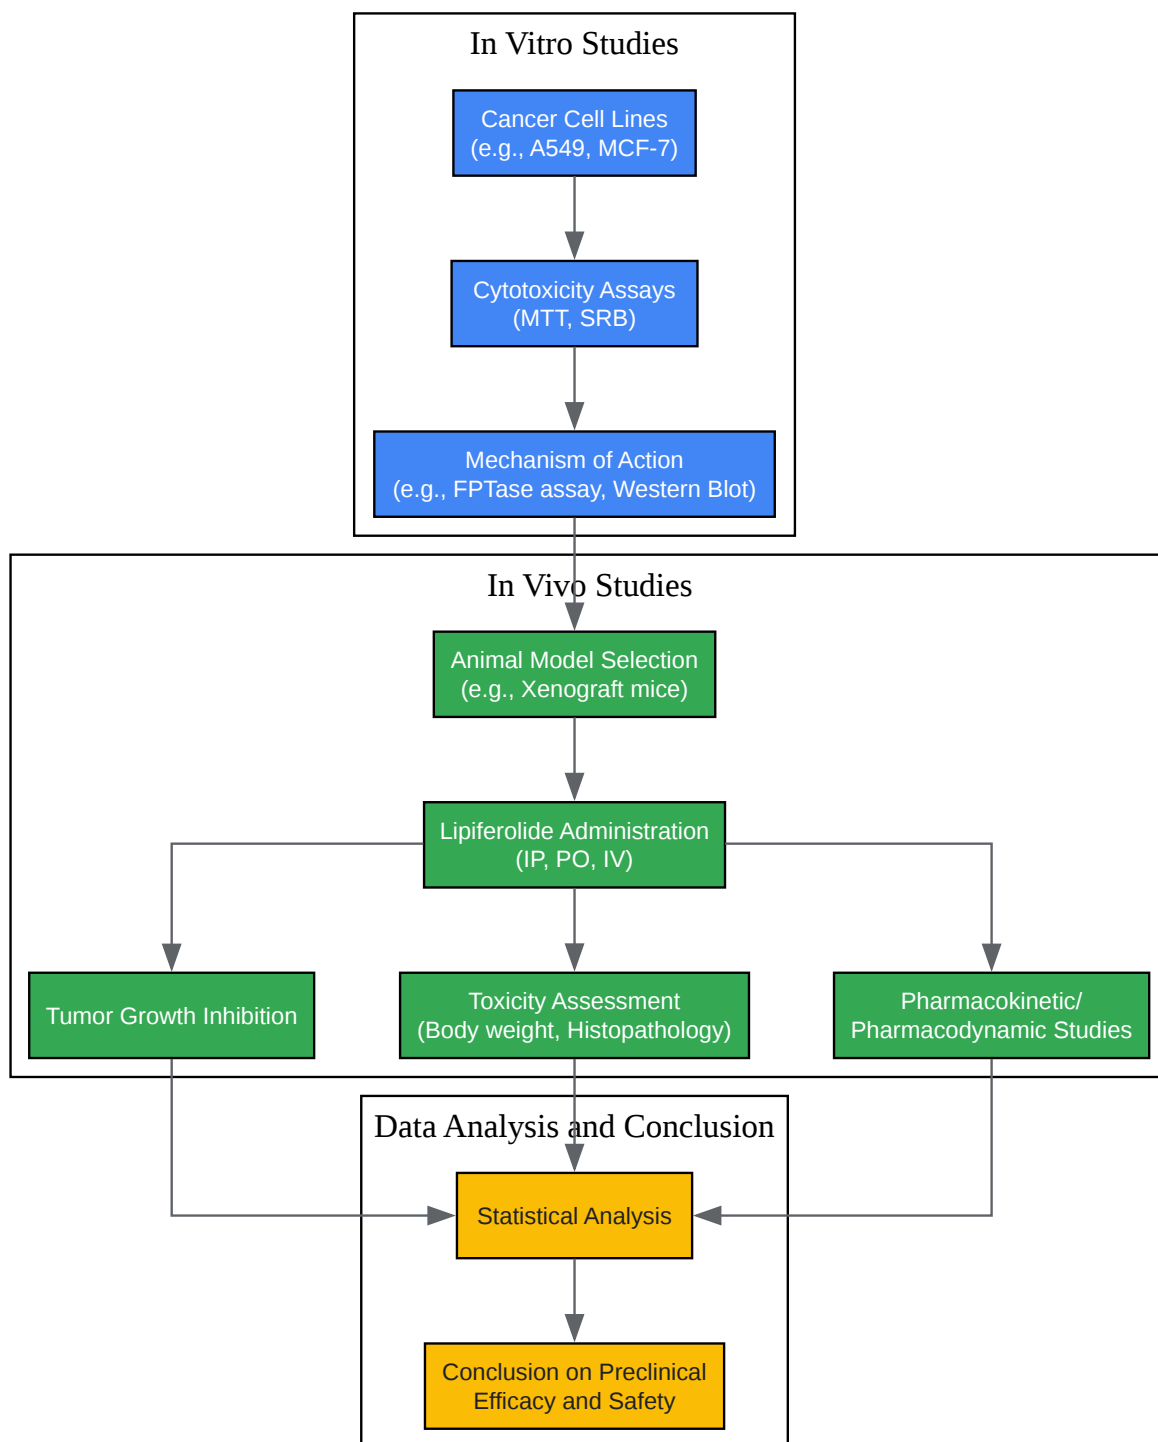 In Vitro Studies
Cancer Cell Lines
(e.g., A549, MCF-7)
Cytotoxicity Assays
(MTT, SRB)
Mechanism of Action
(e.g., FPTase assay, Western Blot)
In Vivo Studies
Animal Model Selection
(e.g., Xenograft mice)
Lipiferolide Administration
(IP, PO, IV)
Tumor Growth Inhibition
Toxicity Assessment
(Body weight, Histopathology)
Pharmacokinetic/
Pharmacodynamic Studies
Data Analysis and Conclusion
Statistical Analysis
Conclusion on Preclinical
Efficacy and Safety